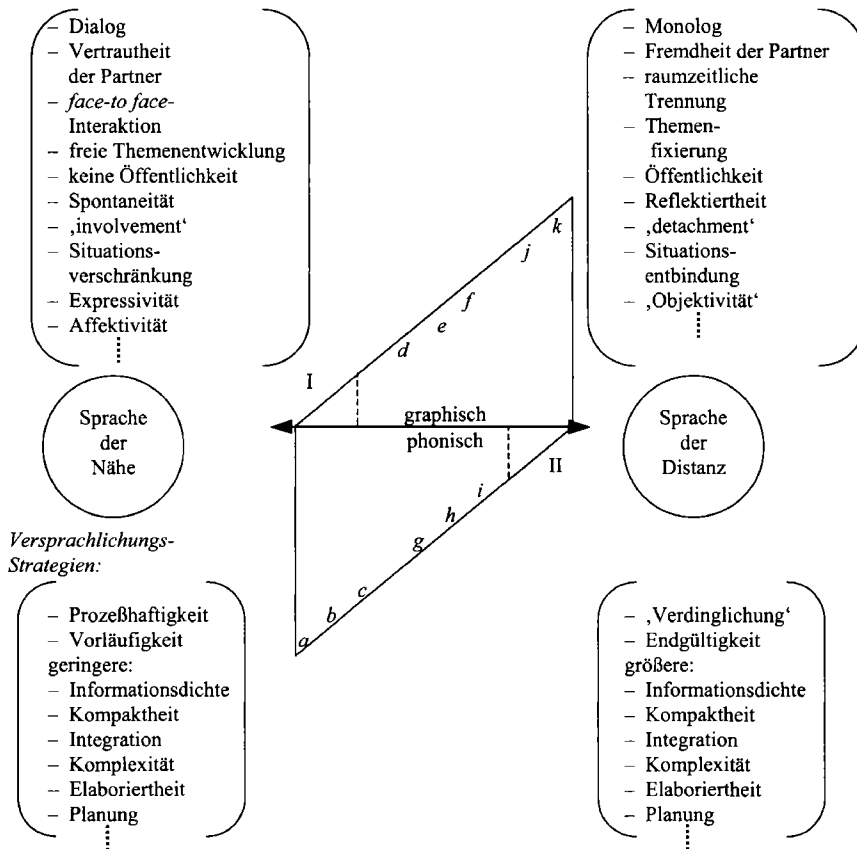 – Dialog
– Vertrautheit
der Partner
– face-to face-
Interaktion
– freie Themenentwicklung
– keine Öffentlichkeit
– Spontaneität
– ‚involvement‘
– Situations-
verschränkung
– Expressivität
– Affektivität
– Monolog
– Fremdheit der Partner
– raumzeitliche
Trennung
– Themen-
fixierung
– Öffentlichkeit
– Reflektiertheit
– ‚detachment‘
– Situations-
entbindung
– ‚Objektivität‘
k
j
f
e
d
I
graphisch
phonisch
II
i
h
g
c
b
a
Sprache
der
Nähe
Sprache
der
Distanz
Versprachlichungs-
Strategien:
– Prozeßhaftigkeit
– Vorläufigkeit
geringere:
– Informationsdichte
– Kompaktheit
– Integration
– Komplexität
– Elaboriertheit
– Planung
– ‚Verdinglichung‘
– Endgültigkeit
größere:
– Informationsdichte
– Kompaktheit
– Integration
– Komplexität
– Elaboriertheit
– Planung